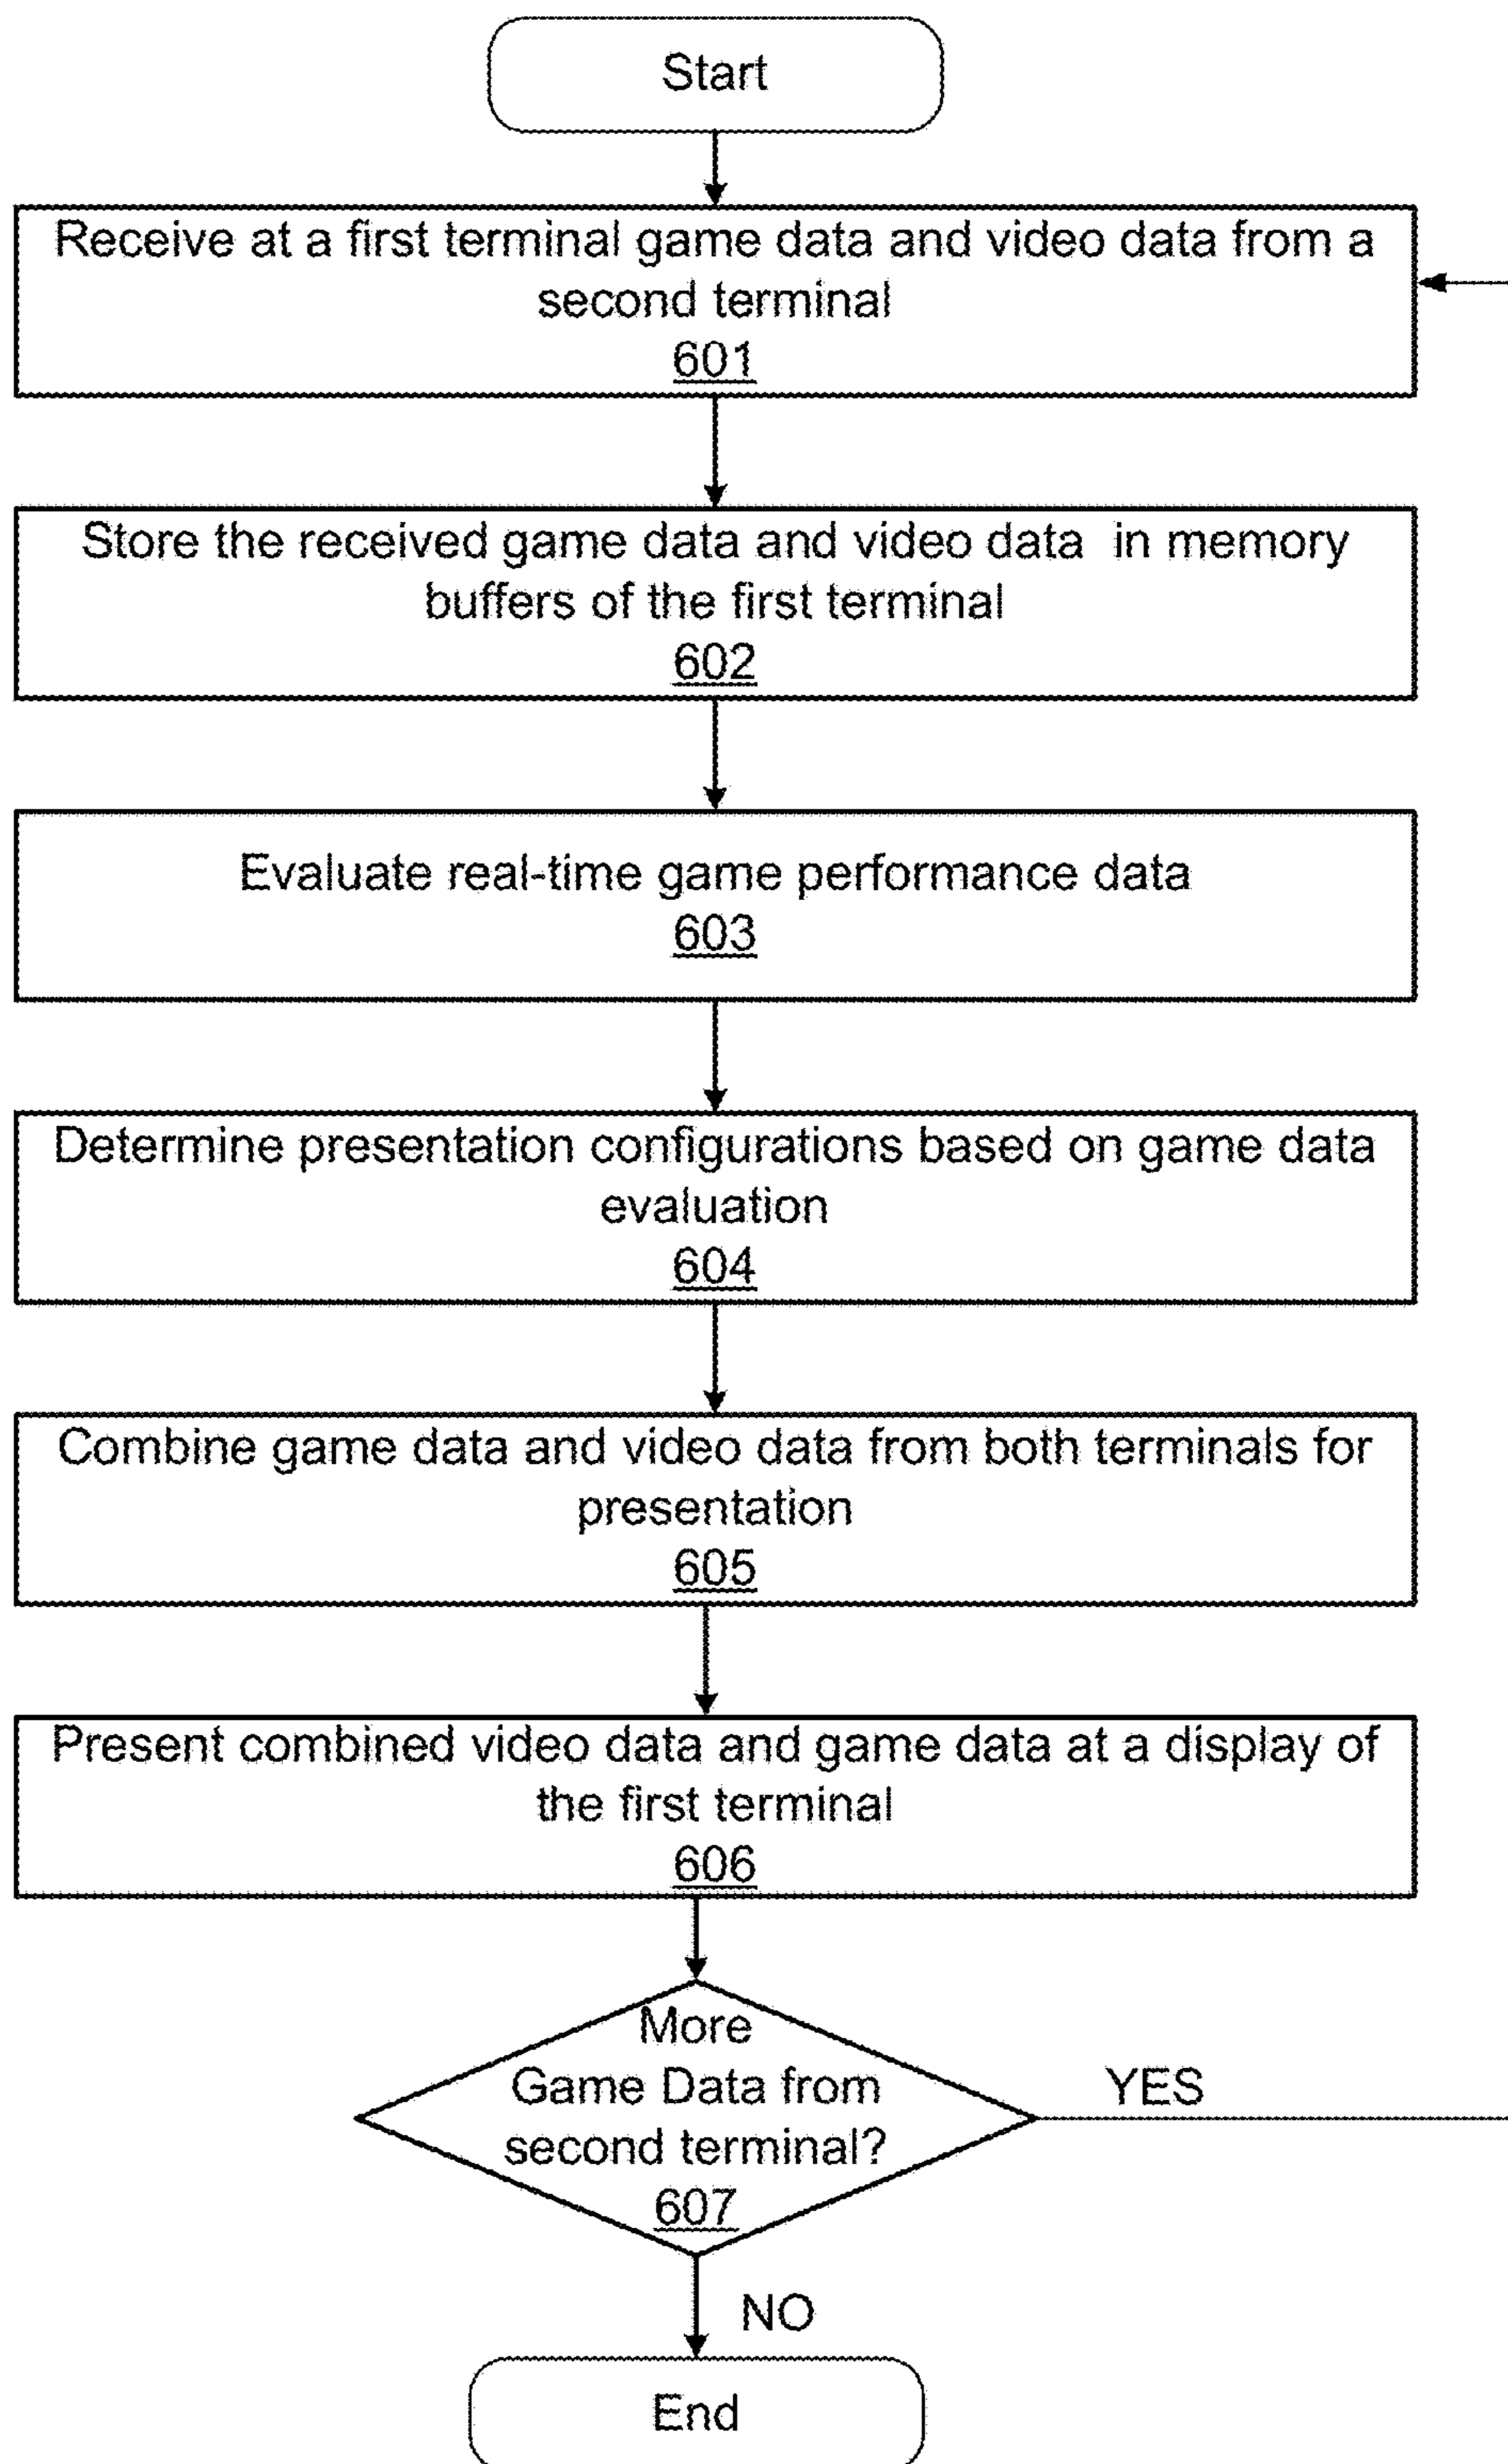 Start
Receive at a first terminal game data and video data from a
second terminal
601
Store the received game data and video data in memory
buffers of the first terminal
602
Evaluate real-time game performance data
603
Determine presentation configurations based on game data
evaluation
604
Combine game data and video data from both terminals for
presentation
605
Present combined video data and game data at a display of
the first terminal
606
More
Game Data from
second terminal?
607
YES
NO
End